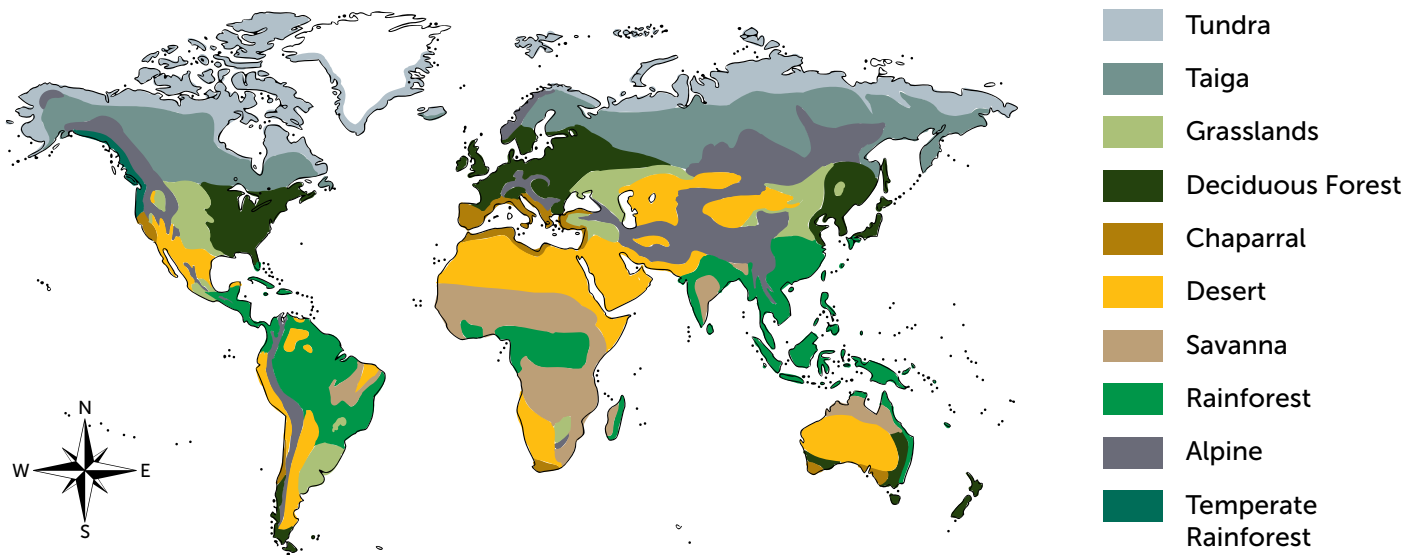 Tundra
Taiga
Grasslands
Deciduous Forest
Chaparral
Desert
Savanna
Rainforest
Alpine
Temperate
Rainforest
N
W E
S